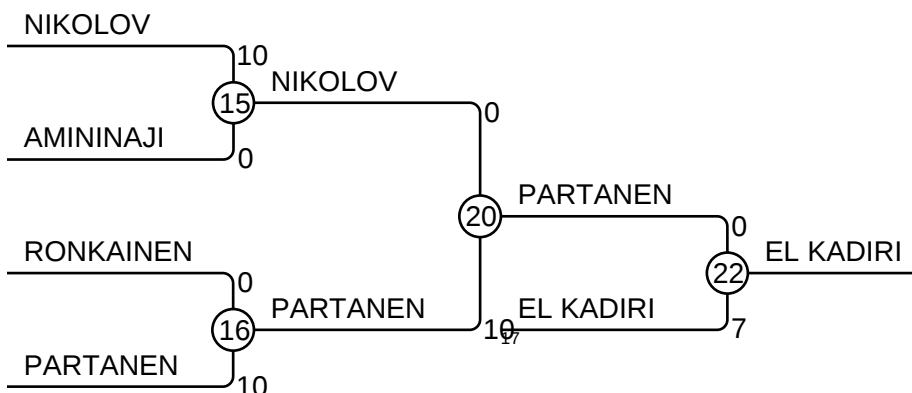 NIKOLOV
10
NIKOLOV
15
0
AMININAJI
0
PARTANEN
20
0
RONKAINEN
EL KADIRI
22
0
PARTANEN
EL KADIRI
16
10
17
7
PARTANEN
10